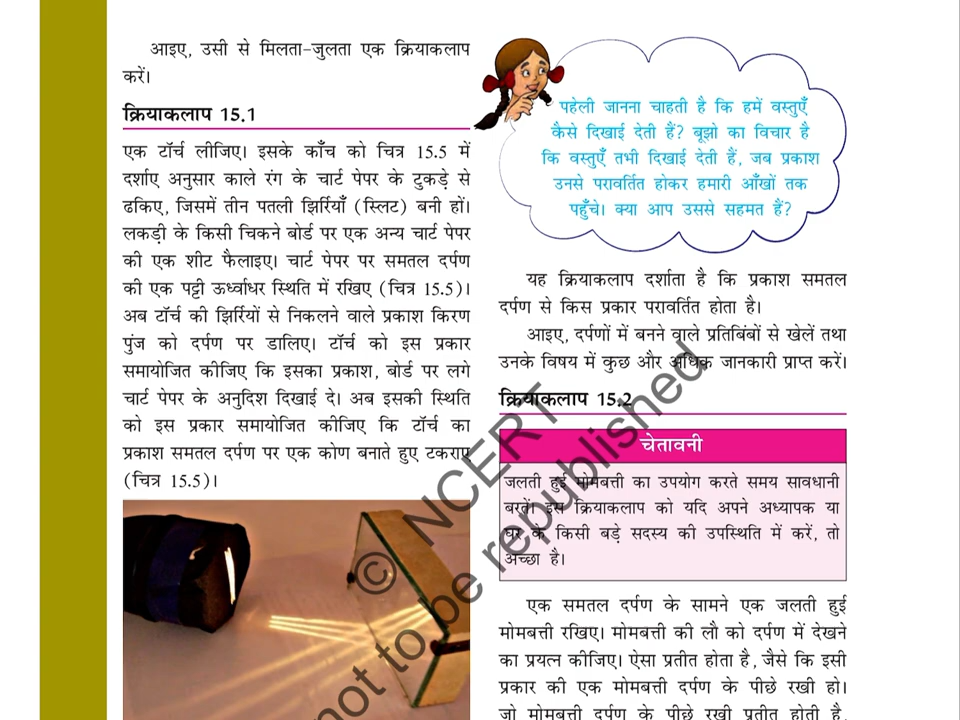 आइए, उसी से मिलता-जुलता एक क्रियाकलाप
करें।
क्रियाकलाप 15.1
एक टॉर्च लीजिए। इसके काँच को चित्र 15.5 में
दर्शाए अनुसार काले रंग के चार्ट पेपर के टुकड़े से
ढकिए, जिसमें तीन पतली झिर्रियाँ (स्लिट) बनी हों।
लकड़ी के किसी चिकने बोर्ड पर एक अन्य चार्ट पेपर
की एक शीट फैलाइए। चार्ट पेपर पर समतल दर्पण
की एक पट्टी ऊर्ध्वाधर स्थिति में रखिए (चित्र 15.5)।
अब टॉर्च की झिर्रियों से निकलने वाले प्रकाश किरण
पुंज को दर्पण पर डालिए। टॉर्च को इस प्रकार
समायोजित कीजिए कि इसका प्रकाश, बोर्ड पर लगे
चार्ट पेपर के अनुदिश दिखाई दे। अब इसकी स्थिति
को इस प्रकार समायोजित कीजिए कि टॉर्च का
प्रकाश समतल दर्पण पर एक कोण बनाते हुए टकराए
(चित्र 15.5)।
पहेली जानना चाहती है कि हमें वस्तुएँ
कैसे दिखाई देती हैं? बूझो का विचार है
कि वस्तुएँ तभी दिखाई देती हैं, जब प्रकाश
उनसे परावर्तित होकर हमारी आँखों तक
पहुँचे। क्या आप उससे सहमत हैं?
यह क्रियाकलाप दर्शाता है कि प्रकाश समतल
दर्पण से किस प्रकार परावर्तित होता है।
आइए, दर्पणों में बनने वाले प्रतिबिंबों से खेलें तथा
उनके विषय में कुछ और अधिक जानकारी प्राप्त करें।
क्रियाकलाप 15.2
चेतावनी
जलती हुई मोमबत्ती का उपयोग करते समय सावधानी
बरतें। इस क्रियाकलाप को यदि अपने अध्यापक या
घर के किसी बड़े सदस्य की उपस्थिति में करें, तो
अच्छा है।
एक समतल दर्पण के सामने एक जलती हुई
मोमबत्ती रखिए। मोमबत्ती की लौ को दर्पण में देखने
का प्रयत्न कीजिए। ऐसा प्रतीत होता है, जैसे कि इसी
प्रकार की एक मोमबत्ती दर्पण के पीछे रखी हो।
जो मोमबत्ती दर्पण के पीछे रखी प्रतीत होती है,
© NCERT
not to be republished